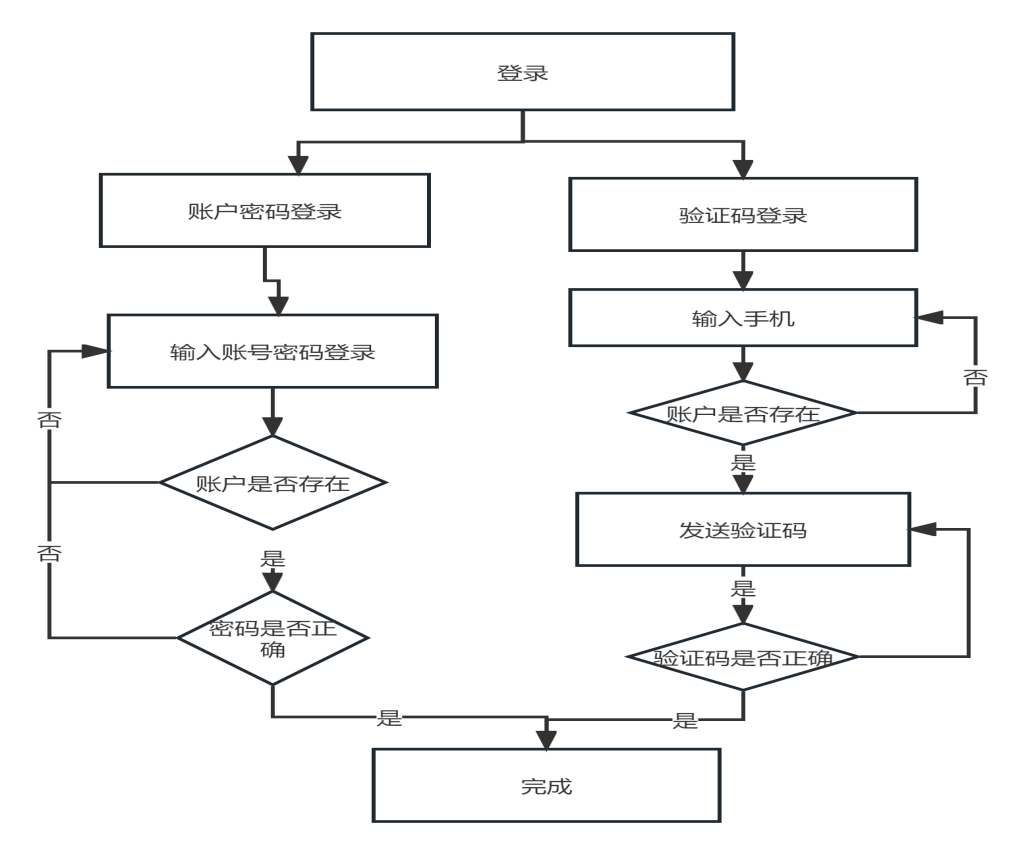 登录
账户密码登录
验证码登录
输入账号密码登录
输入手机
否
否
账户是否存在
账户是否存在
是
发送验证码
否
是
是
密码是否正
确
验证码是否正确
是
是
完成